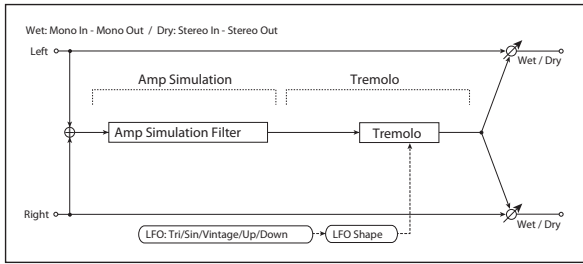 Wet: Mono In - Mono Out / Dry: Stereo In - Stereo Out
Left
Wet / Dry
Amp Simulation
Tremolo
Amp Simulation Filter
Tremolo
Right
Wet / Dry
LFO: Tri/Sin/Vintage/Up/Down
LFO Shape